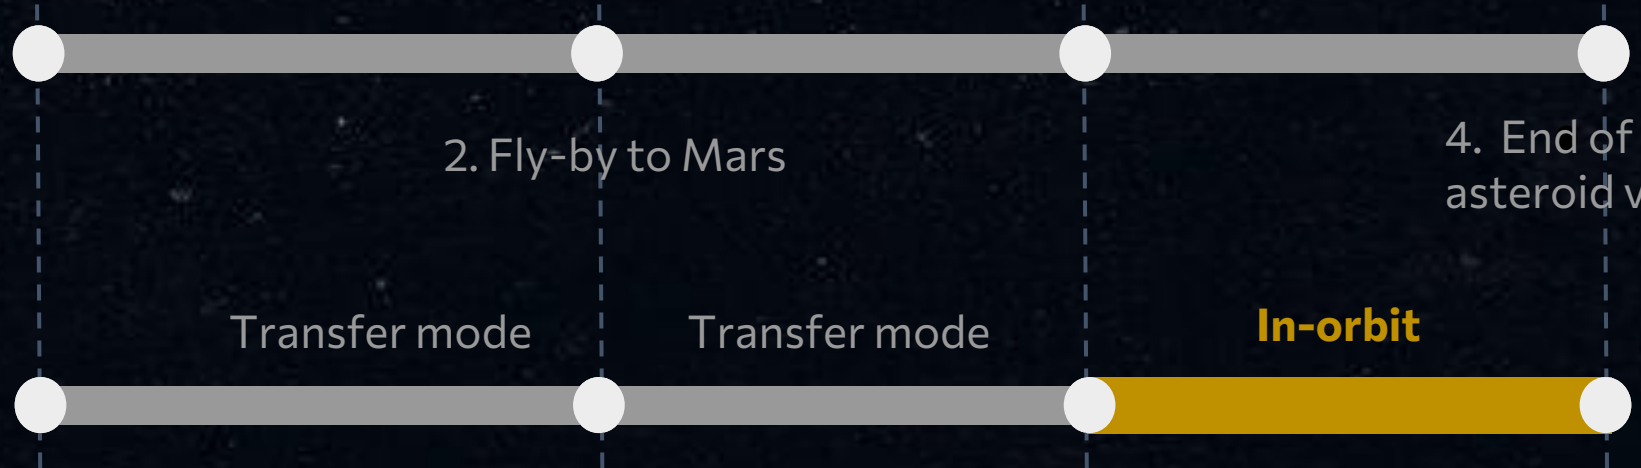 2. Fly-by to Mars
4. End of
asteroid
Transfer mode
Transfer mode
In-orbit